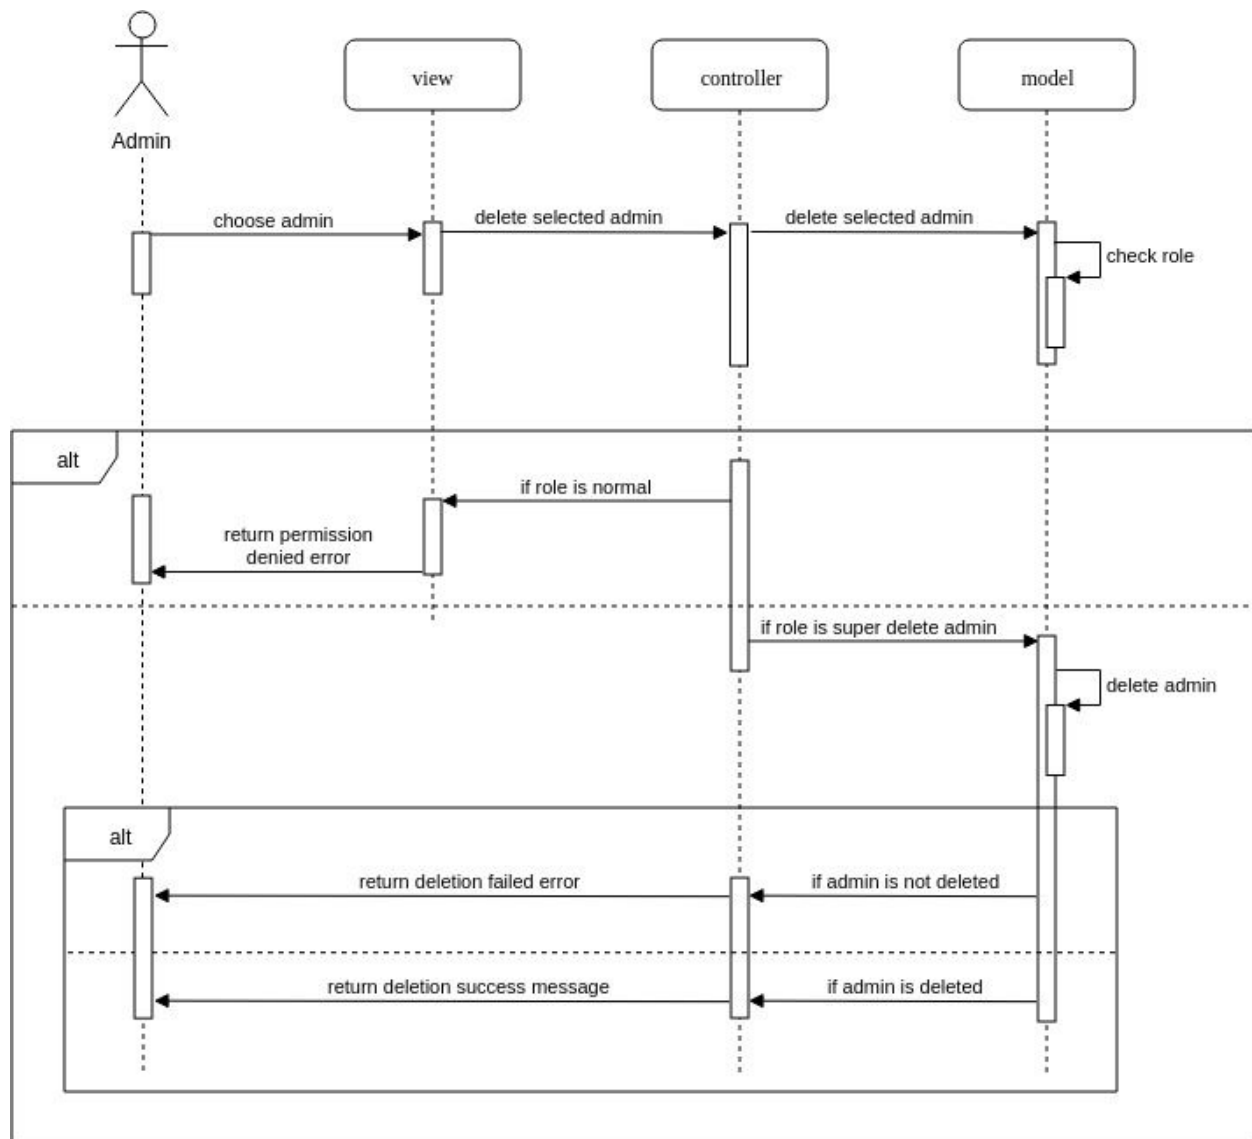 view
controller
model
Admin
choose admin
delete selected admin
delete selected admin
check role
alt
if role is normal
return permission
denied error
if role is super delete admin
delete admin
alt
return deletion failed error
if admin is not deleted
return deletion success message
if admin is deleted